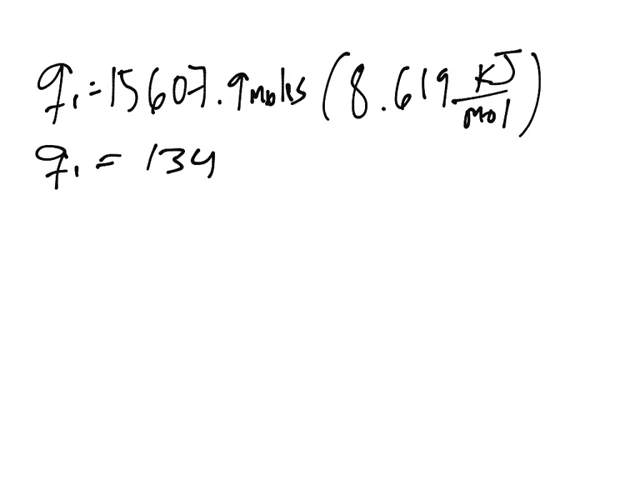 q₁ = 15607.9 moles (8.619 KJ/mol)
q₁ = 134